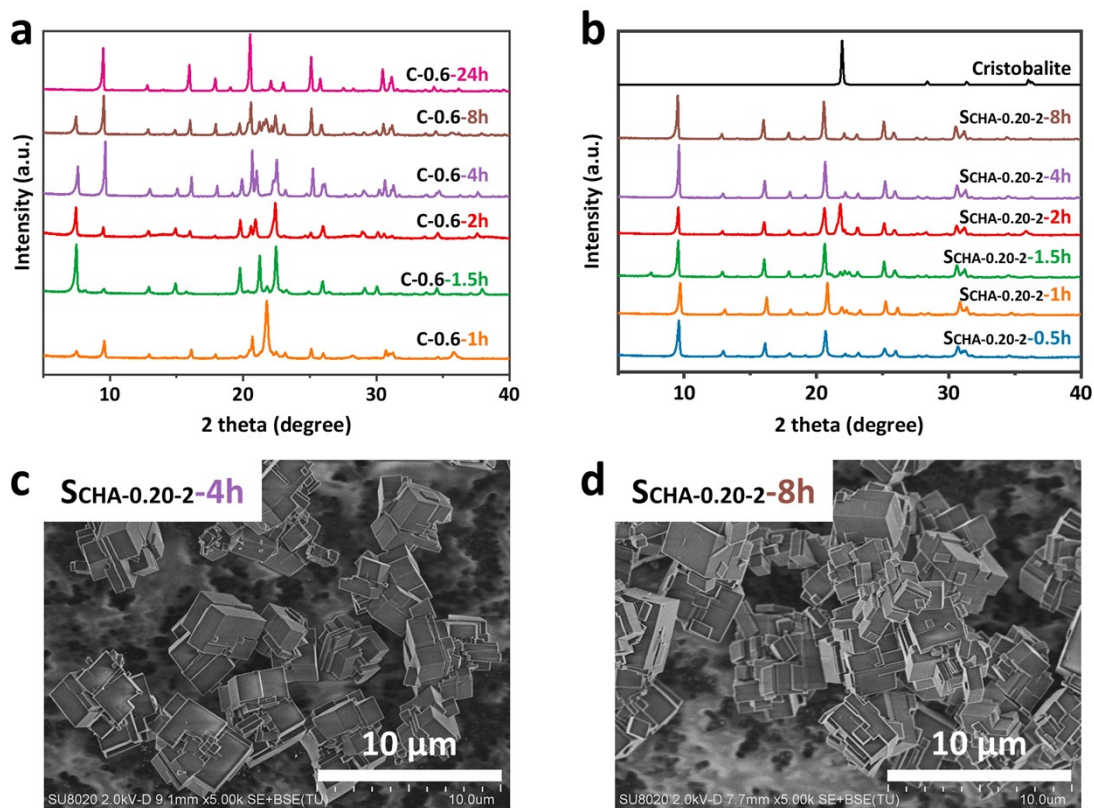 a
C-0.6-24h
C-0.6-8h
C-0.6-4h
C-0.6-2h
C-0.6-1.5h
C-0.6-1h
Intensity (a.u.)
10 20 30 40
2 theta (degree)
b
Cristobalite
SCHA-0.20-2-8h
SCHA-0.20-2-4h
SCHA-0.20-2-2h
SCHA-0.20-2-1.5h
SCHA-0.20-2-1h
SCHA-0.20-2-0.5h
Intensity (a.u.)
10 20 30 40
2 theta (degree)
c
SCHA-0.20-2-4h
10 μm
SU8020 2.0kV-D 9.1mm x5.00k SE+BSE(TU)
10.0um
d
SCHA-0.20-2-8h
10 μm
SU8020 2.0kV-D 7.7mm x5.00k SE+BSE(TU)
10.0um